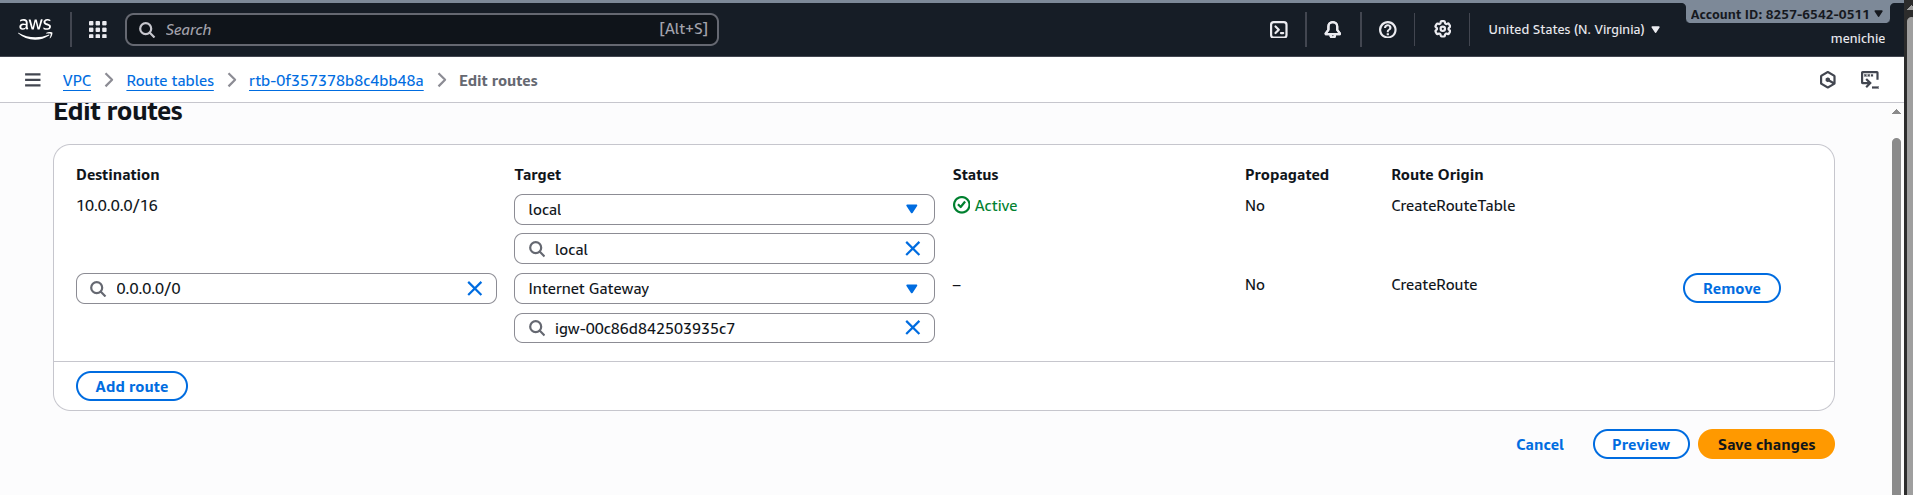 aws
Search [Alt+S]
United States (N. Virginia)
Account ID: 8257-6542-0511
menichie
VPC
Route tables
rtb-0f357378b8c4bb48a
Edit routes
Edit routes
Destination Target Status Propagated Route Origin
10.0.0.0/16 local Active No CreateRouteTable
local
0.0.0.0/0 Internet Gateway – No CreateRoute Remove
igw-00c86d842503935c7
Add route
Cancel Preview Save changes